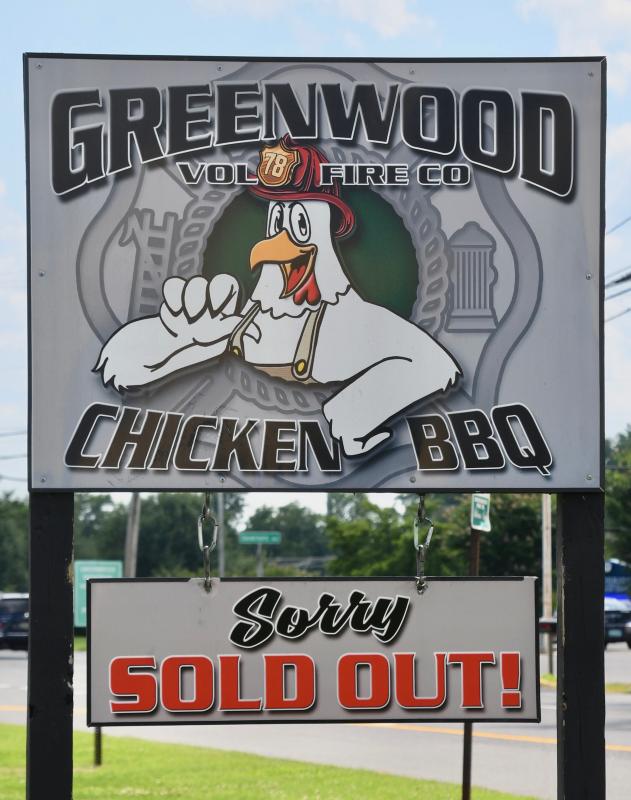 GREENWOOD
VOL 78 FIRE CO
CHICKEN BBQ
Sorry
SOLD OUT!